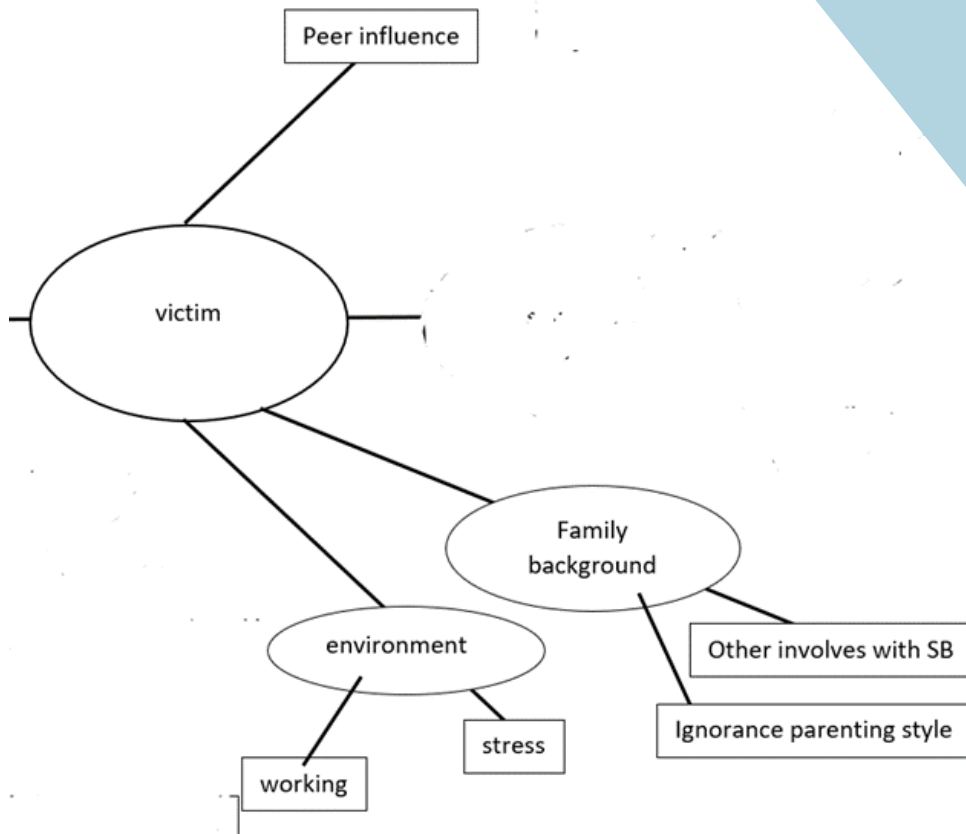 Peer influence
victim
Family
background
environment
Other involves with SB
Ignorance parenting style
stress
working